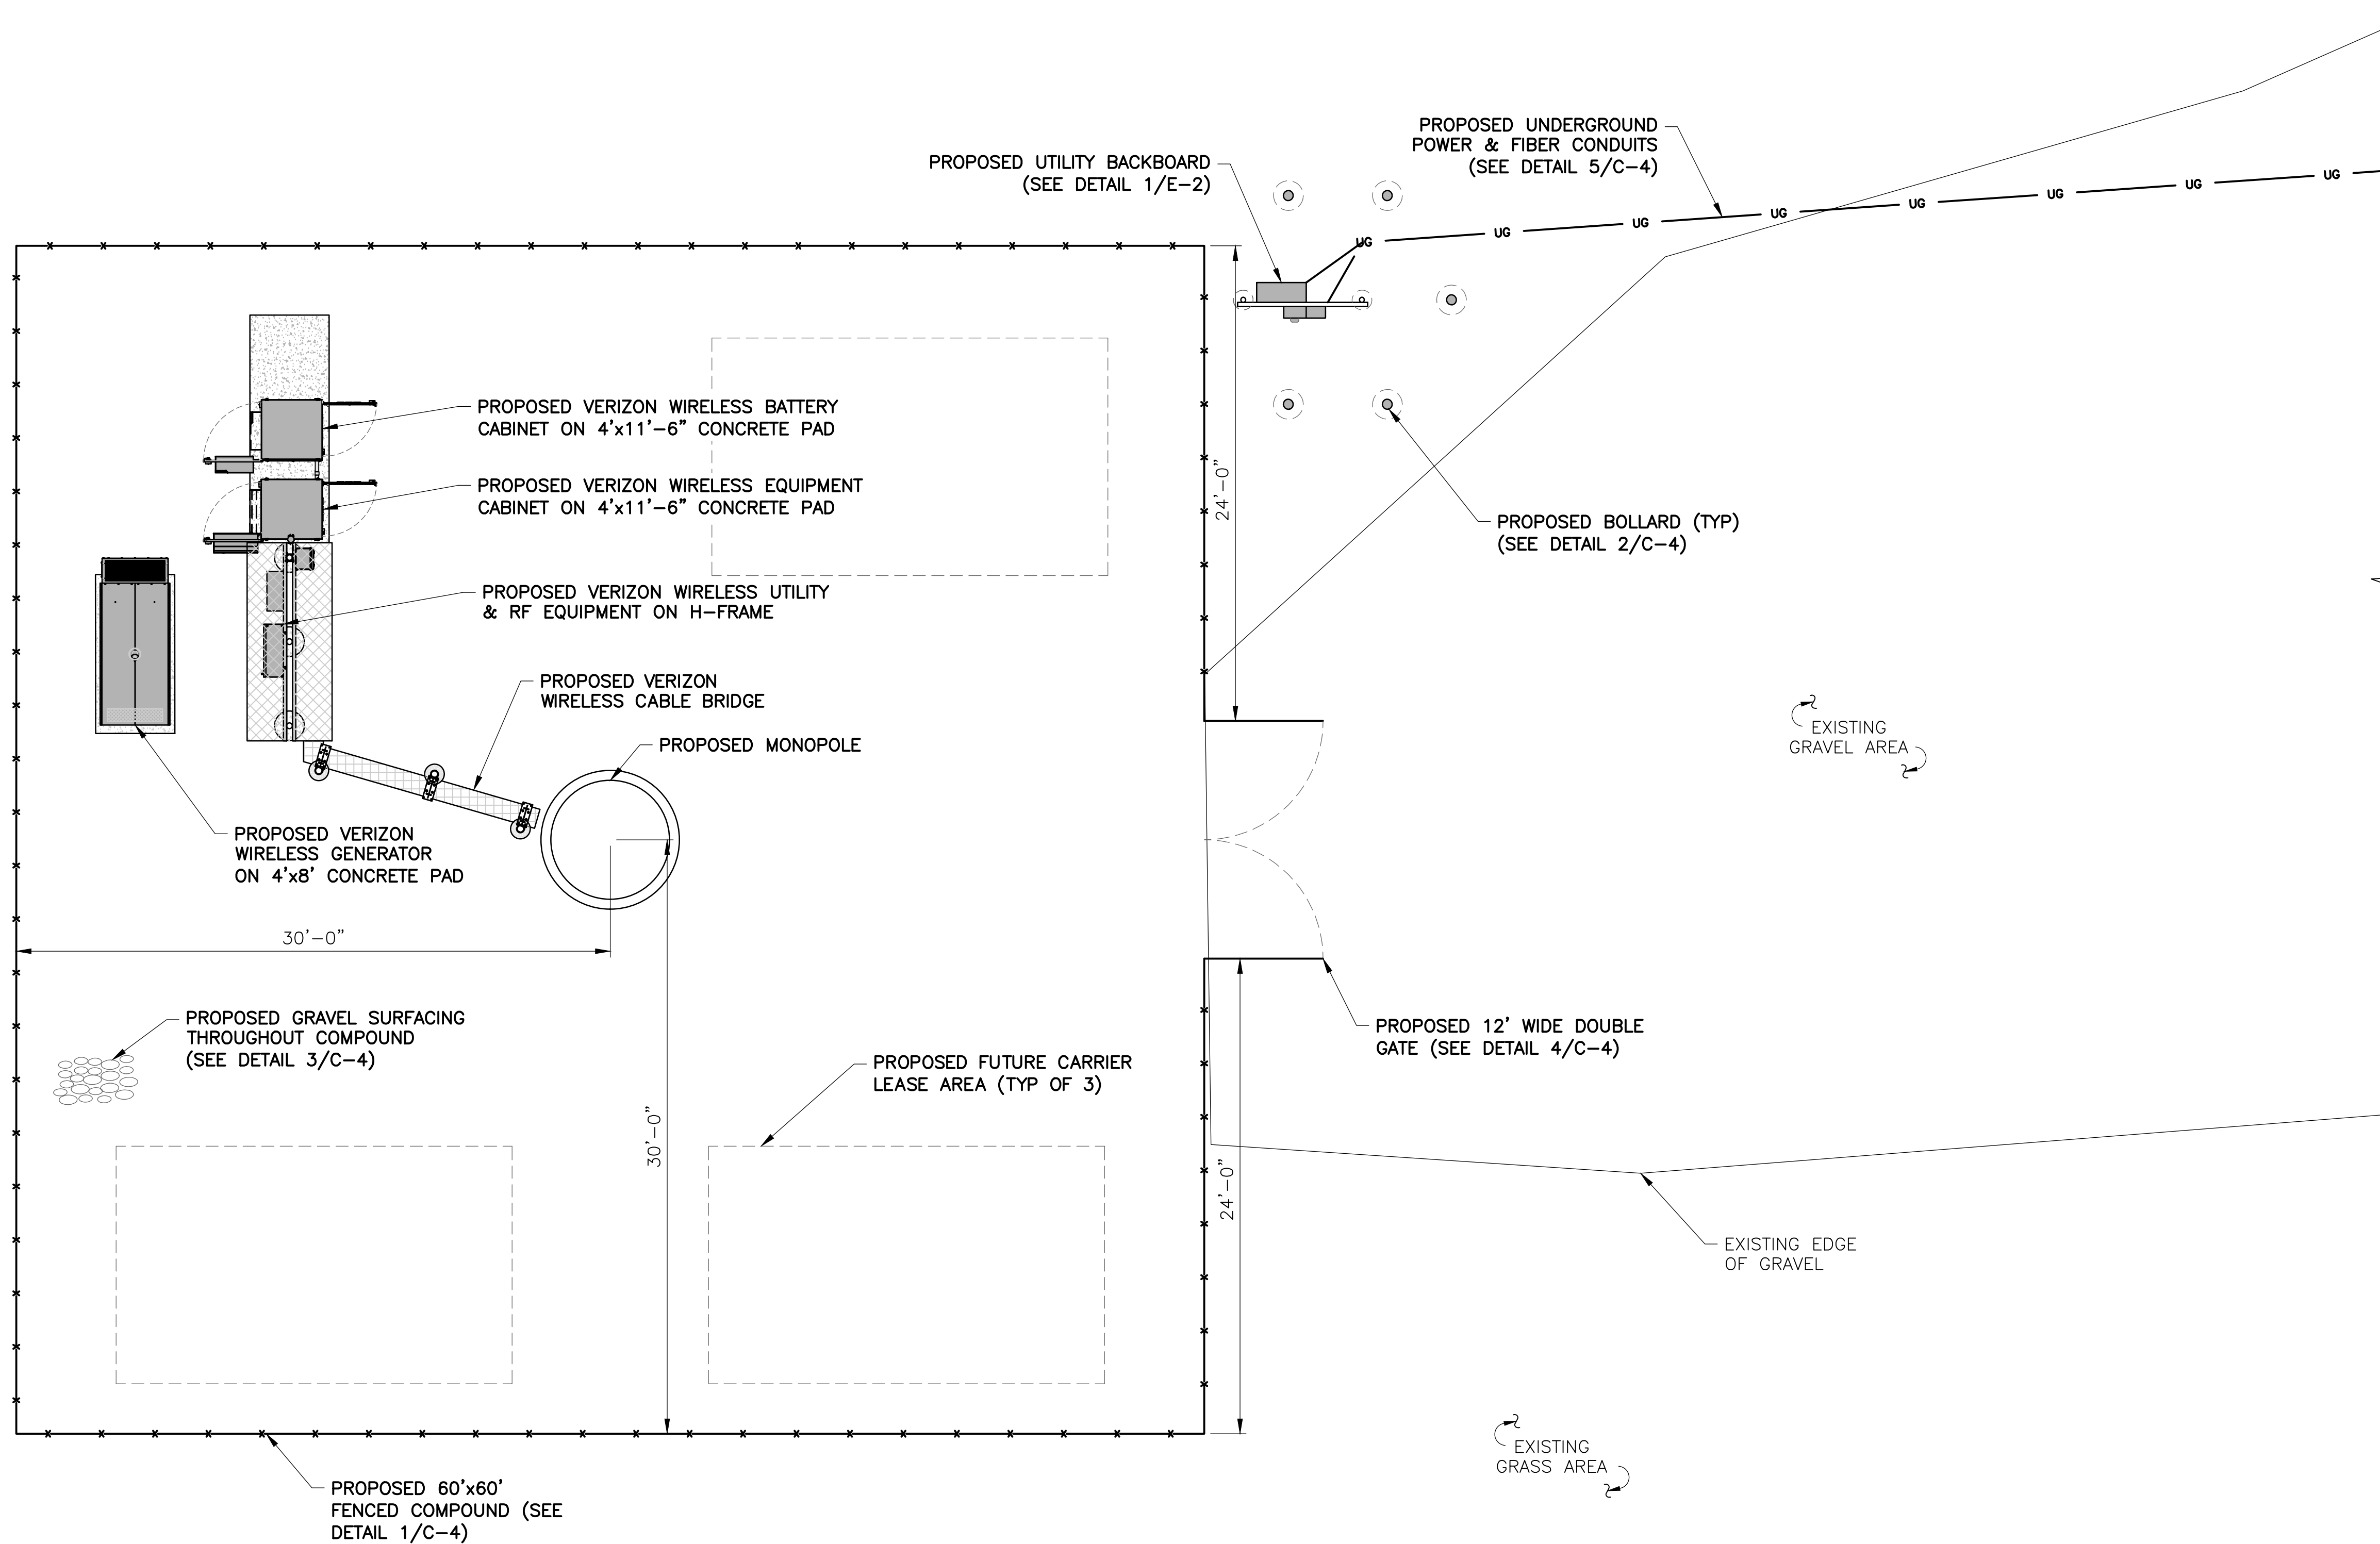 PROPOSED UNDERGROUND
POWER & FIBER CONDUITS
(SEE DETAIL 5/C-4)
PROPOSED UTILITY BACKBOARD
(SEE DETAIL 1/E-2)
UG
UG
UG
UG
UG
UG
UG
UG
PROPOSED VERIZON WIRELESS BATTERY
CABINET ON 4'x11'-6" CONCRETE PAD
PROPOSED VERIZON WIRELESS EQUIPMENT
CABINET ON 4'x11'-6" CONCRETE PAD
24'-0"
PROPOSED BOLLARD (TYP)
(SEE DETAIL 2/C-4)
PROPOSED VERIZON WIRELESS UTILITY
& RF EQUIPMENT ON H-FRAME
PROPOSED VERIZON
WIRELESS CABLE BRIDGE
PROPOSED MONOPOLE
EXISTING
GRAVEL AREA
PROPOSED VERIZON
WIRELESS GENERATOR
ON 4'x8' CONCRETE PAD
30'-0"
PROPOSED GRAVEL SURFACING
THROUGHOUT COMPOUND
(SEE DETAIL 3/C-4)
PROPOSED 12' WIDE DOUBLE
GATE (SEE DETAIL 4/C-4)
PROPOSED FUTURE CARRIER
LEASE AREA (TYP OF 3)
30'-0"
24'-0"
EXISTING EDGE
OF GRAVEL
EXISTING
GRASS AREA
PROPOSED 60'x60'
FENCED COMPOUND (SEE
DETAIL 1/C-4)